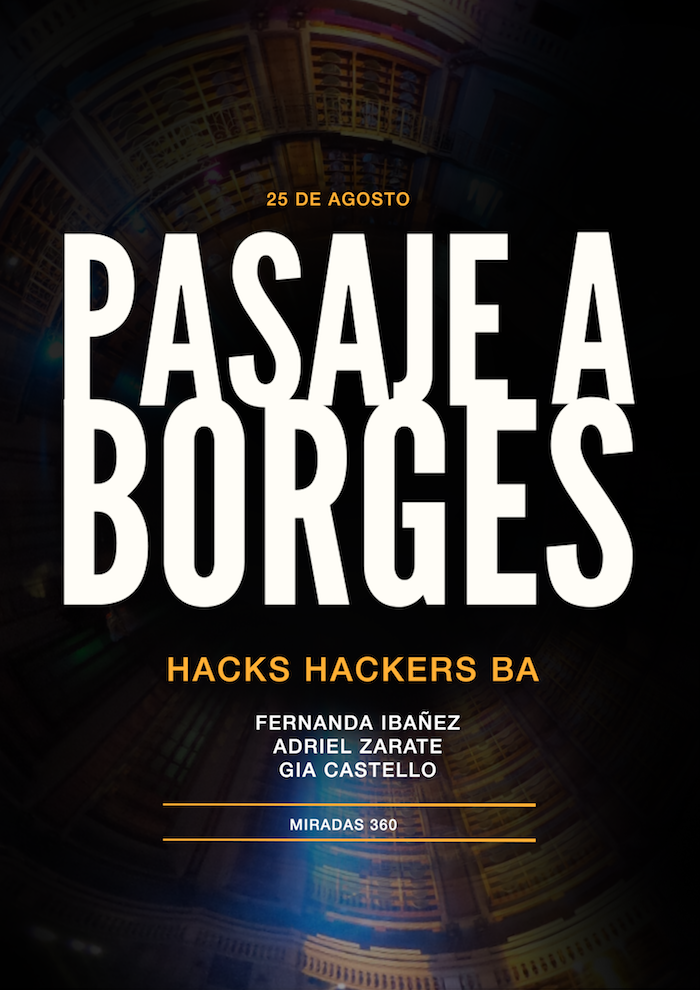 25 DE AGOSTO
PASAJE A
BORGES
HACKS HACKERS BA
FERNANDA IBAÑEZ
ADRIEL ZARATE
GIA CASTELLO
MIRADAS 360